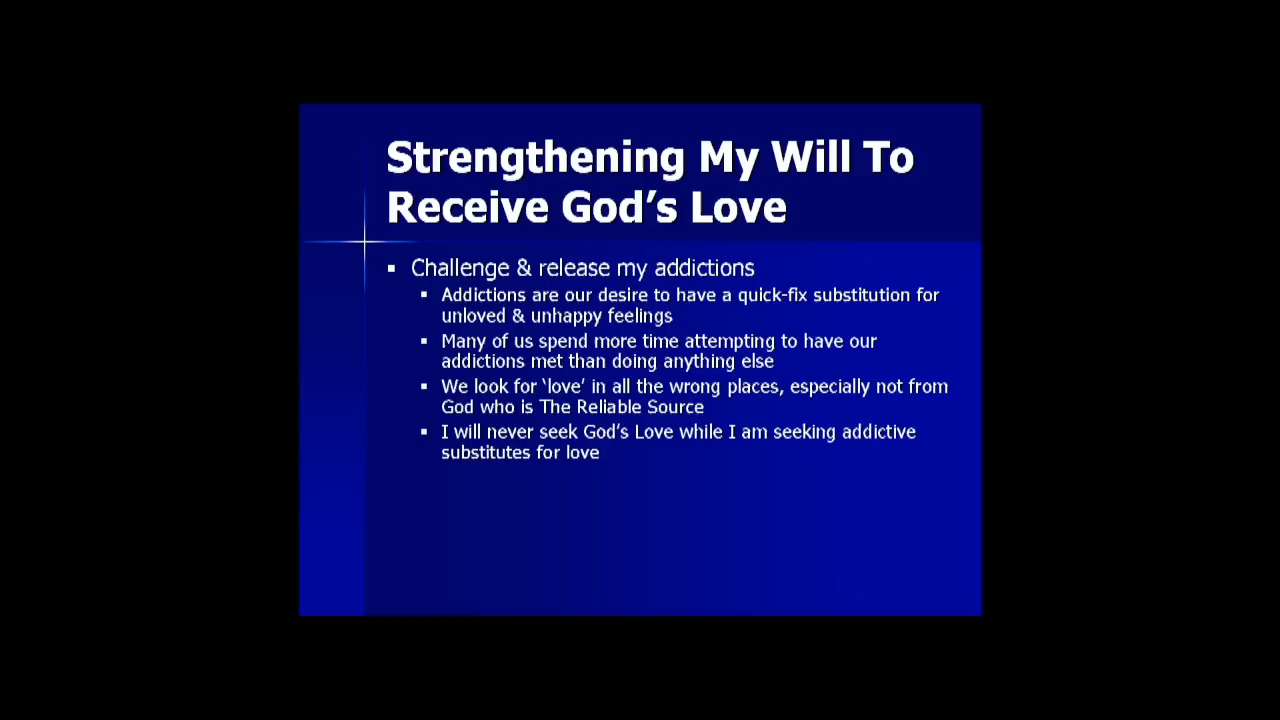 Strengthening My Will To
Receive God’s Love
▪ Challenge & release my addictions
▪ Addictions are our desire to have a quick-fix substitution for
unloved & unhappy feelings
▪ Many of us spend more time attempting to have our
addictions met than doing anything else
▪ We look for ‘love’ in all the wrong places, especially not from
God who is The Reliable Source
▪ I will never seek God’s Love while I am seeking addictive
substitutes for love